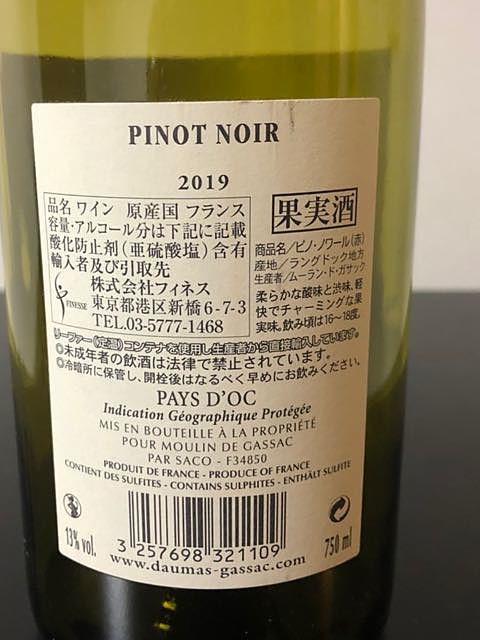 PINOT NOIR
2019
品名 ワイン 原産国 フランス
容量・アルコール分は下記に記載
酸化防止剤(亜硫酸塩)含有
輸入者及び引取先
株式会社フィネス
東京都港区新橋6-7-3
TEL.03-5777-1468
FINESSE
果実酒
商品名/ピノ・ノワール(赤)
産地/ラングドック地方
生産者/ムーラン・ド・ガサック
柔らかな酸味と渋味、軽
快でチャーミングな果
実味。飲み頃は16〜18度。
リーファー(定温)コンテナを使用し生産者から直接輸入しています。
◎未成年者の飲酒は法律で禁止されています。
◎冷暗所に保管し、開栓後はなるべく早めにお飲みください。
PAYS D'OC
Indication Géographique Protégée
MIS EN BOUTEILLE À LA PROPRIÉTÉ
POUR MOULIN DE GASSAC
PAR SACO - F34850
PRODUIT DE FRANCE - PRODUCE OF FRANCE
CONTIENT DES SULFITES - CONTAINS SULPHITES - ENTHÄLT SULFITE
13% vol.
3 257698 321109
750 ml
www.daumas-gassac.com